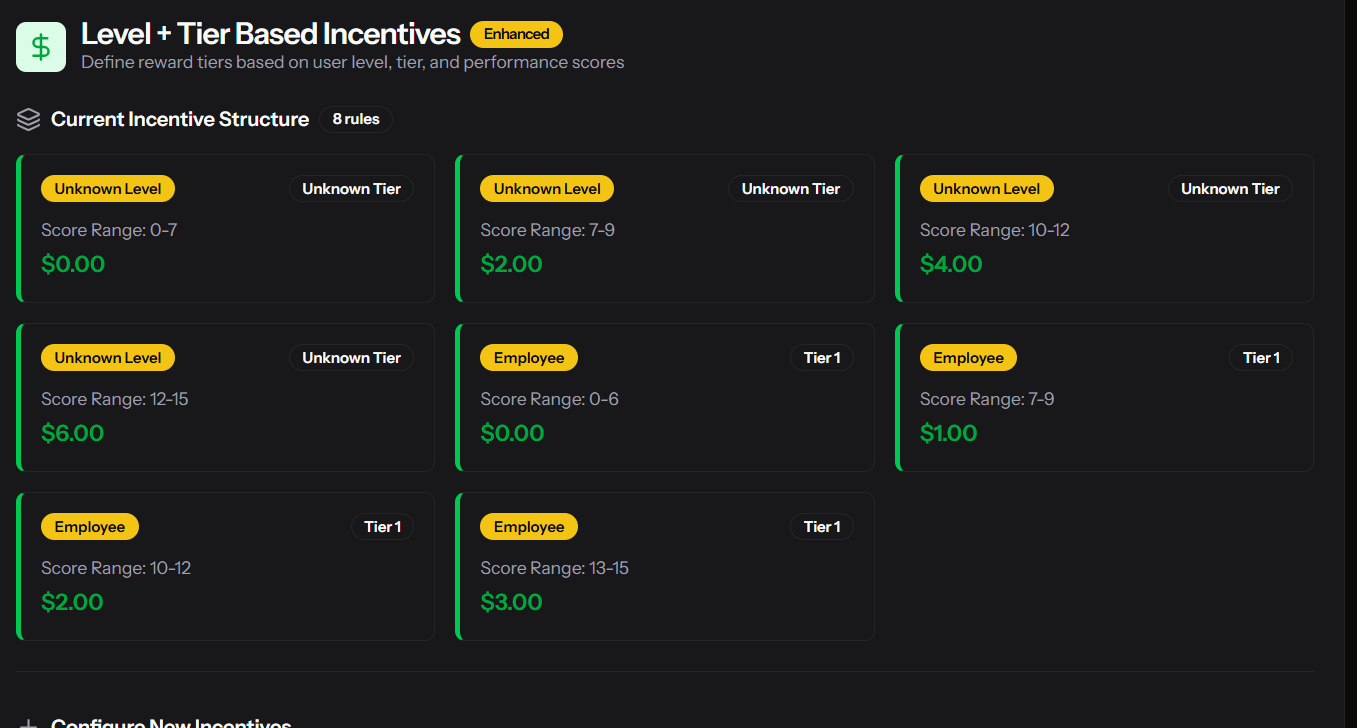 $
Level + Tier Based Incentives Enhanced
Define reward tiers based on user level, tier, and performance scores
Current Incentive Structure 8 rules
Unknown Level Unknown Tier
Score Range: 0-7
$0.00
Unknown Level Unknown Tier
Score Range: 7-9
$2.00
Unknown Level Unknown Tier
Score Range: 10-12
$4.00
Unknown Level Unknown Tier
Score Range: 12-15
$6.00
Employee Tier 1
Score Range: 0-6
$0.00
Employee Tier 1
Score Range: 7-9
$1.00
Employee Tier 1
Score Range: 10-12
$2.00
Employee Tier 1
Score Range: 13-15
$3.00
Configure New Incentives